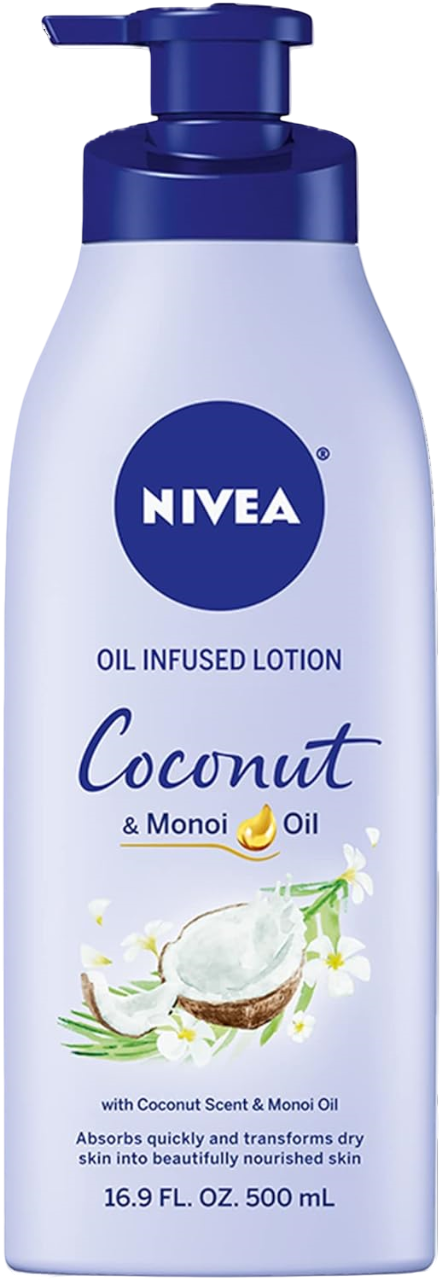 NIVEA®
OIL INFUSED LOTION
Coconut
& Monoi Oil
with Coconut Scent & Monoi Oil
Absorbs quickly and transforms dry
skin into beautifully nourished skin
16.9 FL. OZ. 500 mL